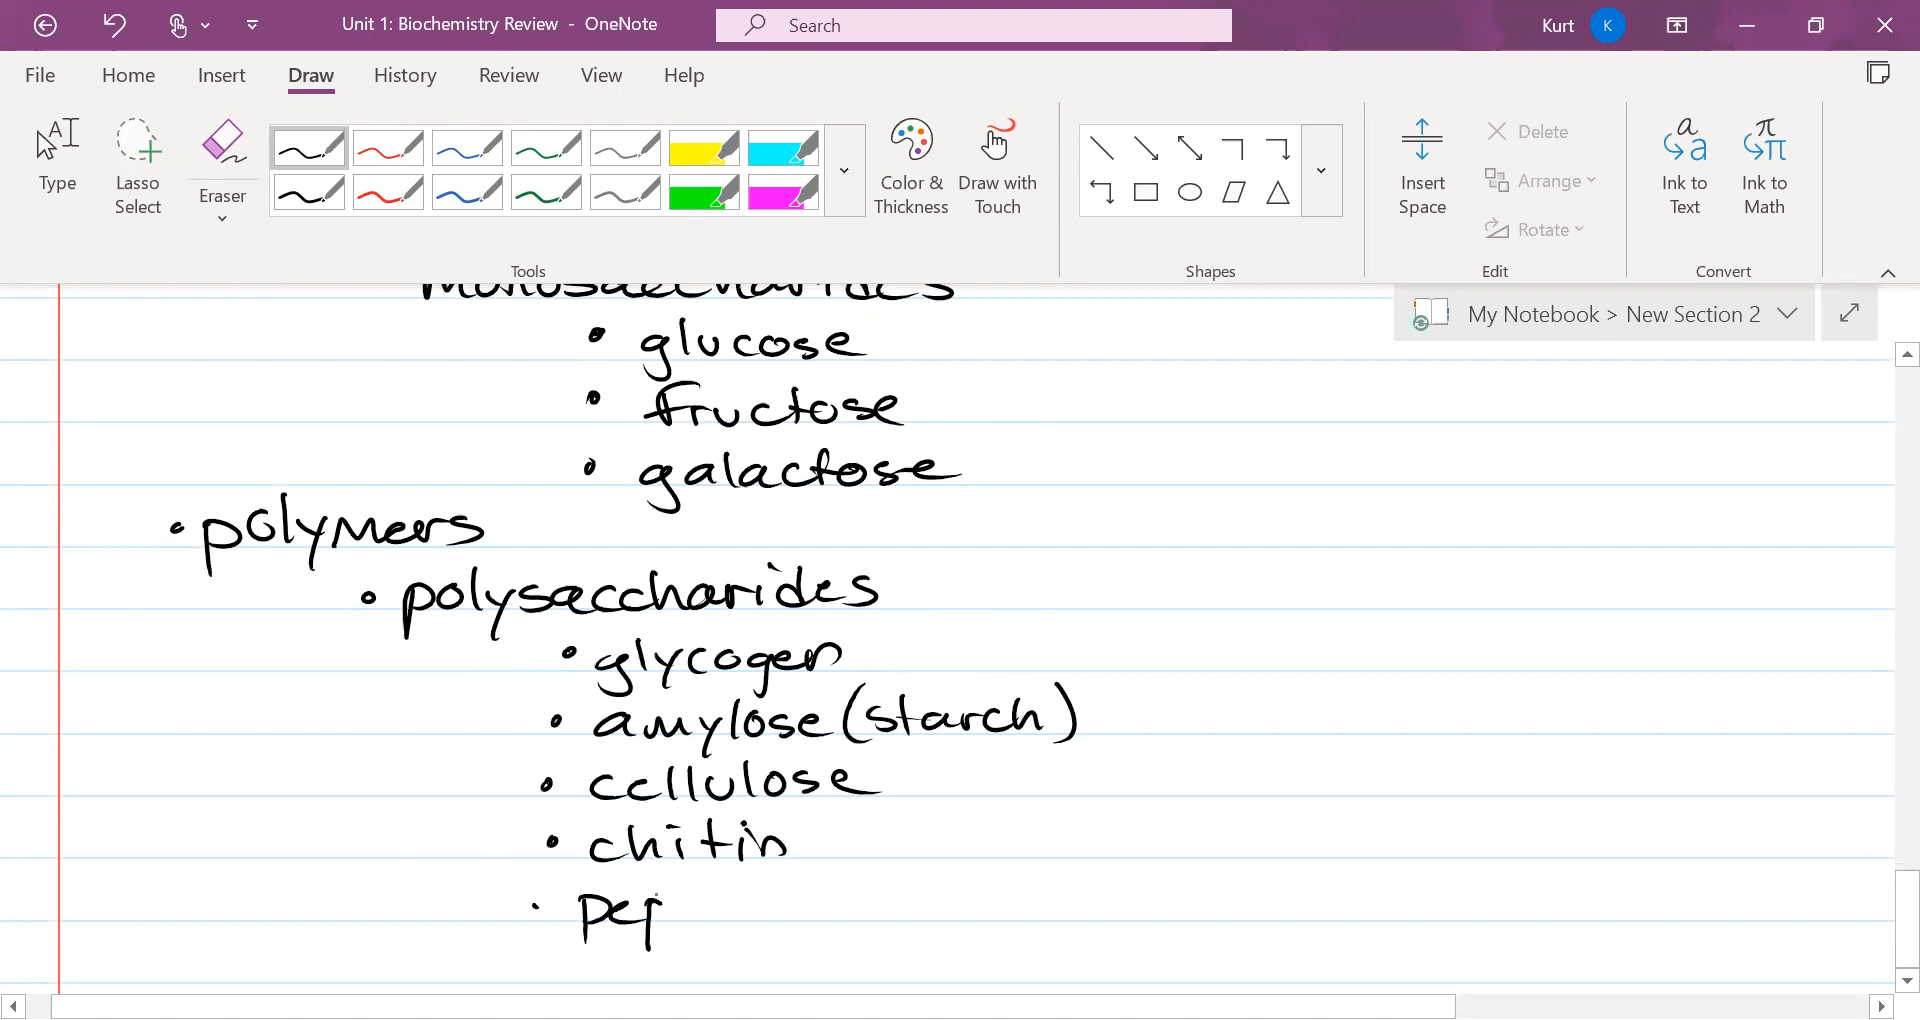 Unit 1: Biochemistry Review - OneNote
Search
Kurt
K
File Home Insert Draw History Review View Help
Type
Lasso Select
Eraser
Color & Thickness
Draw with Touch
Insert Space
Delete
Arrange
Rotate
Ink to Text
Ink to Math
Tools
Shapes
Edit
Convert
My Notebook > New Section 2
monosaccharides
• glucose
• fructose
• galactose
• polymers
• polysaccharides
• glycogen
• amylose (starch)
• cellulose
• chitin
• pep